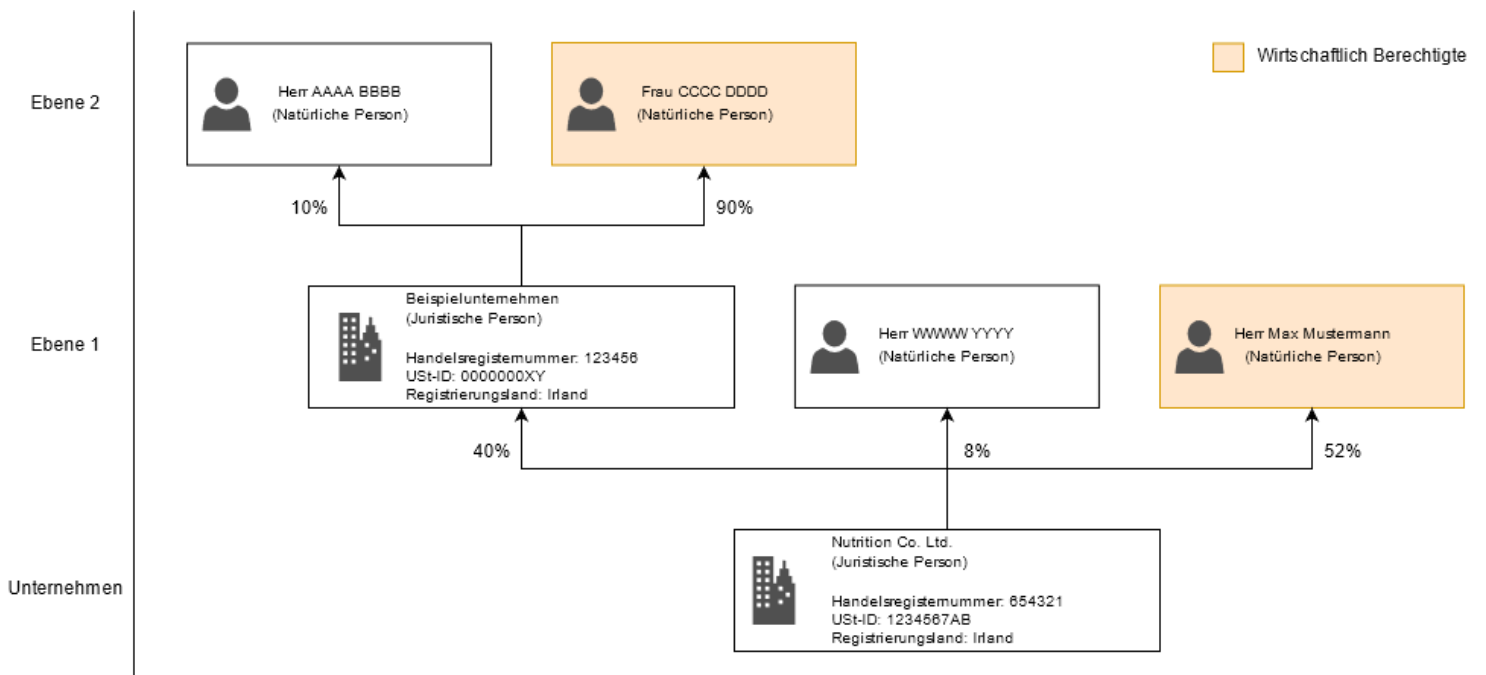 Wirtschaftlich Berechtigte
Ebene 2
Herr AAAA BBBB
(Natürliche Person)
Frau CCCC DDDD
(Natürliche Person)
10%
90%
Ebene 1
Beispielunternehmen
(Juristische Person)
Handelsregisternummer: 123456
USt-ID: 0000000XY
Registrierungsland: Irland
Herr WWWW YYYY
(Natürliche Person)
Herr Max Mustermann
(Natürliche Person)
40%
8%
52%
Unternehmen
Nutrition Co. Ltd.
(Juristische Person)
Handelsregisternummer: 654321
USt-ID: 1234567AB
Registrierungsland: Irland